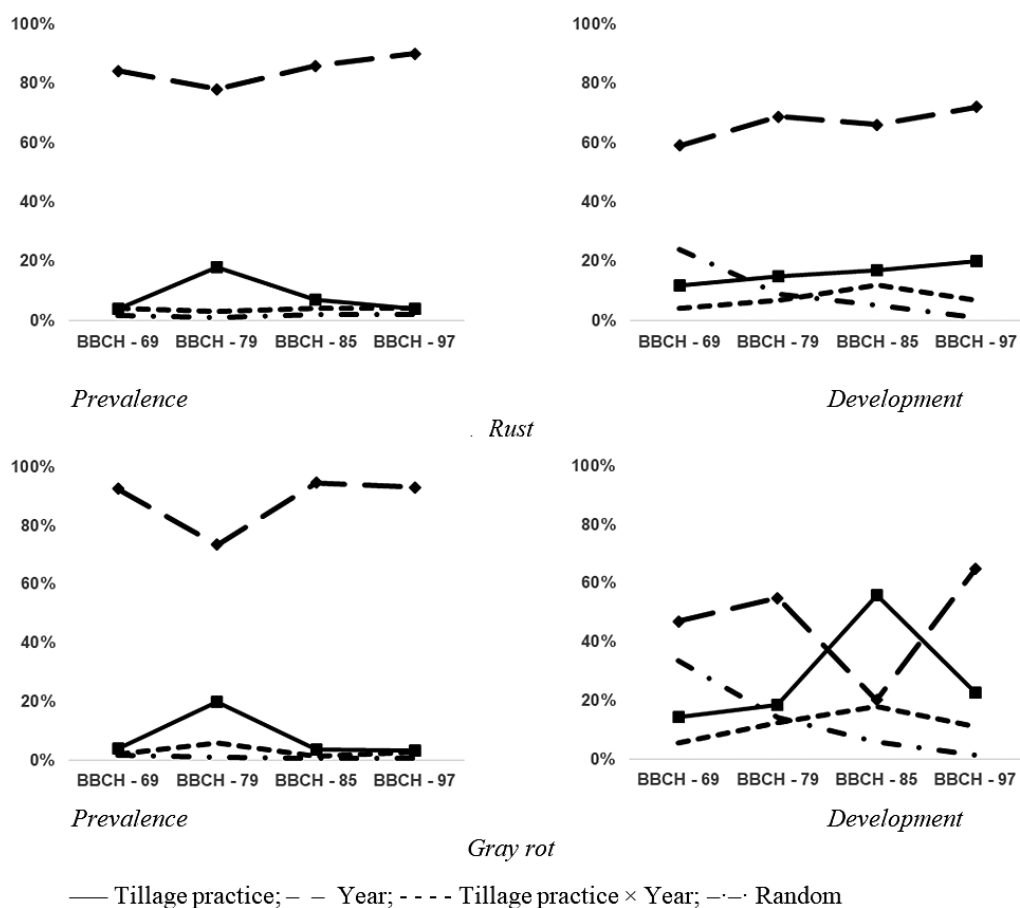 100%
80%
60%
40%
20%
0%
BBCH - 69 BBCH - 79 BBCH - 85 BBCH - 97
Prevalence
100%
80%
60%
40%
20%
0%
BBCH - 69 BBCH - 79 BBCH - 85 BBCH - 97
Development
Rust
100%
80%
60%
40%
20%
0%
BBCH - 69 BBCH - 79 BBCH - 85 BBCH - 97
Prevalence
100%
80%
60%
40%
20%
0%
BBCH - 69 BBCH - 79 BBCH - 85 BBCH - 97
Development
Gray rot
—— Tillage practice; – – Year; - - - - Tillage practice × Year; –·–· Random